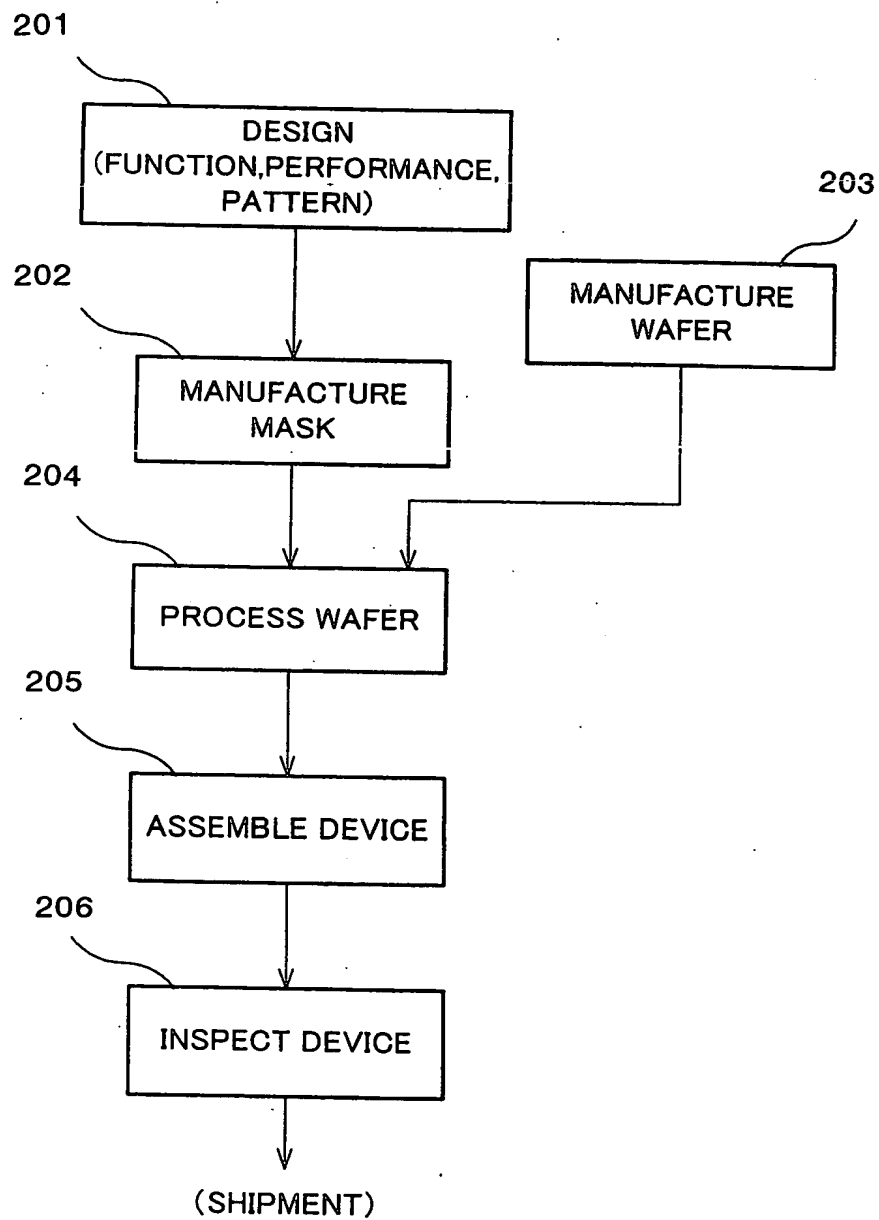 201
DESIGN
(FUNCTION,PERFORMANCE,
PATTERN)
203
202
MANUFACTURE
WAFER
MANUFACTURE
MASK
204
PROCESS WAFER
205
ASSEMBLE DEVICE
206
INSPECT DEVICE
(SHIPMENT)